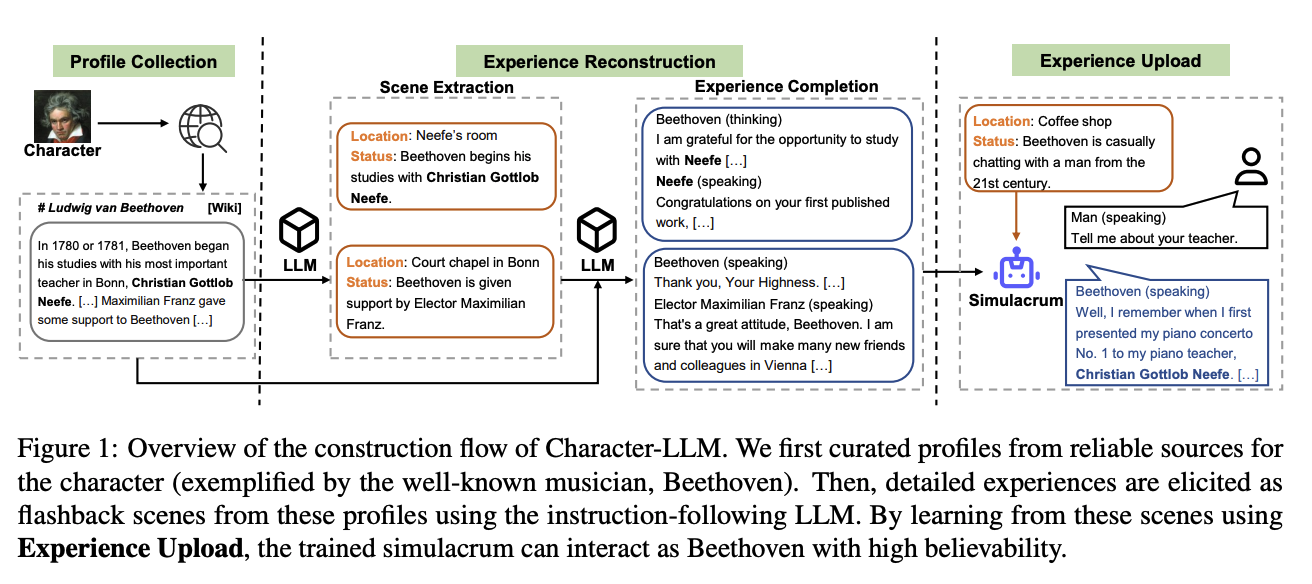 Profile Collection
Experience Reconstruction
Experience Upload
Character
# Ludwig van Beethoven [Wiki]
In 1780 or 1781, Beethoven began
his studies with his most important
teacher in Bonn, Christian Gottlob
Neefe. […] Maximilian Franz gave
some support to Beethoven […]
LLM
Scene Extraction
Location: Neefe's room
Status: Beethoven begins his
studies with Christian Gottlob
Neefe.
Location: Court chapel in Bonn
Status: Beethoven is given
support by Elector Maximilian
Franz.
LLM
Experience Completion
Beethoven (thinking)
I am grateful for the opportunity to study
with Neefe […]
Neefe (speaking)
Congratulations on your first published
work, […]
Beethoven (speaking)
Thank you, Your Highness. […]
Elector Maximilian Franz (speaking)
That's a great attitude, Beethoven. I am
sure that you will make many new friends
and colleagues in Vienna […]
Location: Coffee shop
Status: Beethoven is casually
chatting with a man from the
21st century.
Man (speaking)
Tell me about your teacher.
Simulacrum
Beethoven (speaking)
Well, I remember when I first
presented my piano concerto
No. 1 to my piano teacher,
Christian Gottlob Neefe. […]
Figure 1: Overview of the construction flow of Character-LLM. We first curated profiles from reliable sources for
the character (exemplified by the well-known musician, Beethoven). Then, detailed experiences are elicited as
flashback scenes from these profiles using the instruction-following LLM. By learning from these scenes using
Experience Upload, the trained simulacrum can interact as Beethoven with high believability.